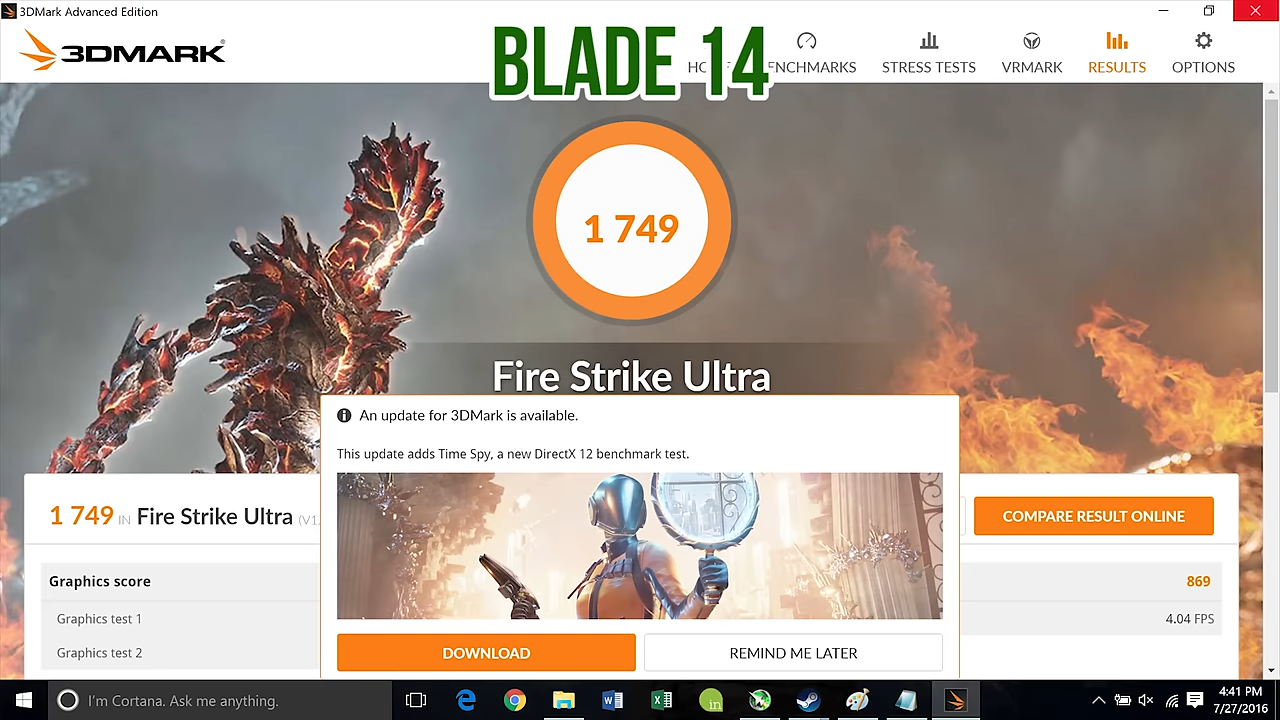 3DMark Advanced Edition
3DMARK
BLADE 14
STRESS TESTS
VRMARK
RESULTS
OPTIONS
1 749
Fire Strike Ultra
An update for 3DMark is available.
This update adds Time Spy, a new DirectX 12 benchmark test.
1 749 IN Fire Strike Ultra
COMPARE RESULT ONLINE
Graphics score
869
Graphics test 1
4.04 FPS
Graphics test 2
DOWNLOAD
REMIND ME LATER
I'm Cortana. Ask me anything.
4:41 PM
7/27/2016